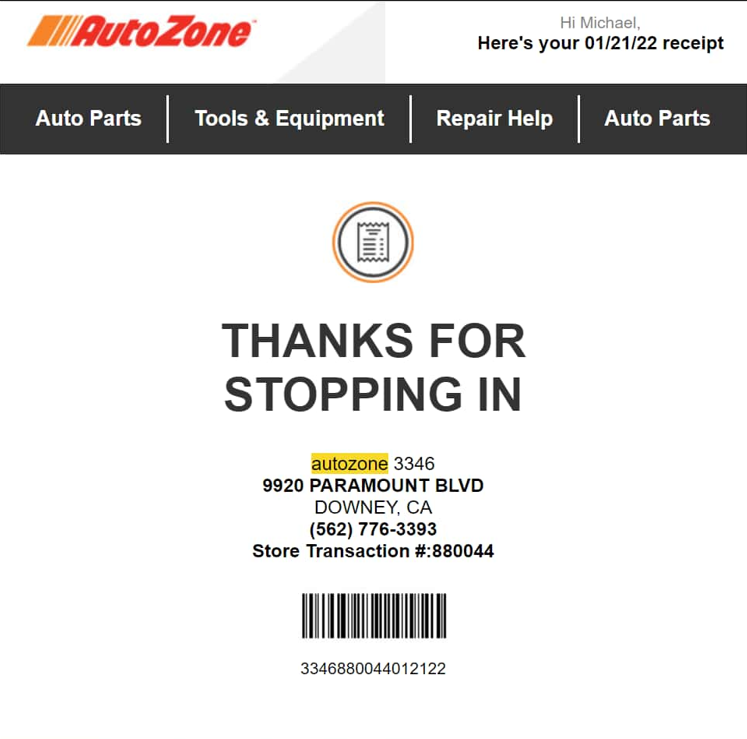 AutoZone
Hi Michael,
Here's your 01/21/22 receipt
Auto Parts
Tools & Equipment
Repair Help
Auto Parts
THANKS FOR
STOPPING IN
autozone 3346
9920 PARAMOUNT BLVD
DOWNEY, CA
(562) 776-3393
Store Transaction #:880044
3346880044012122